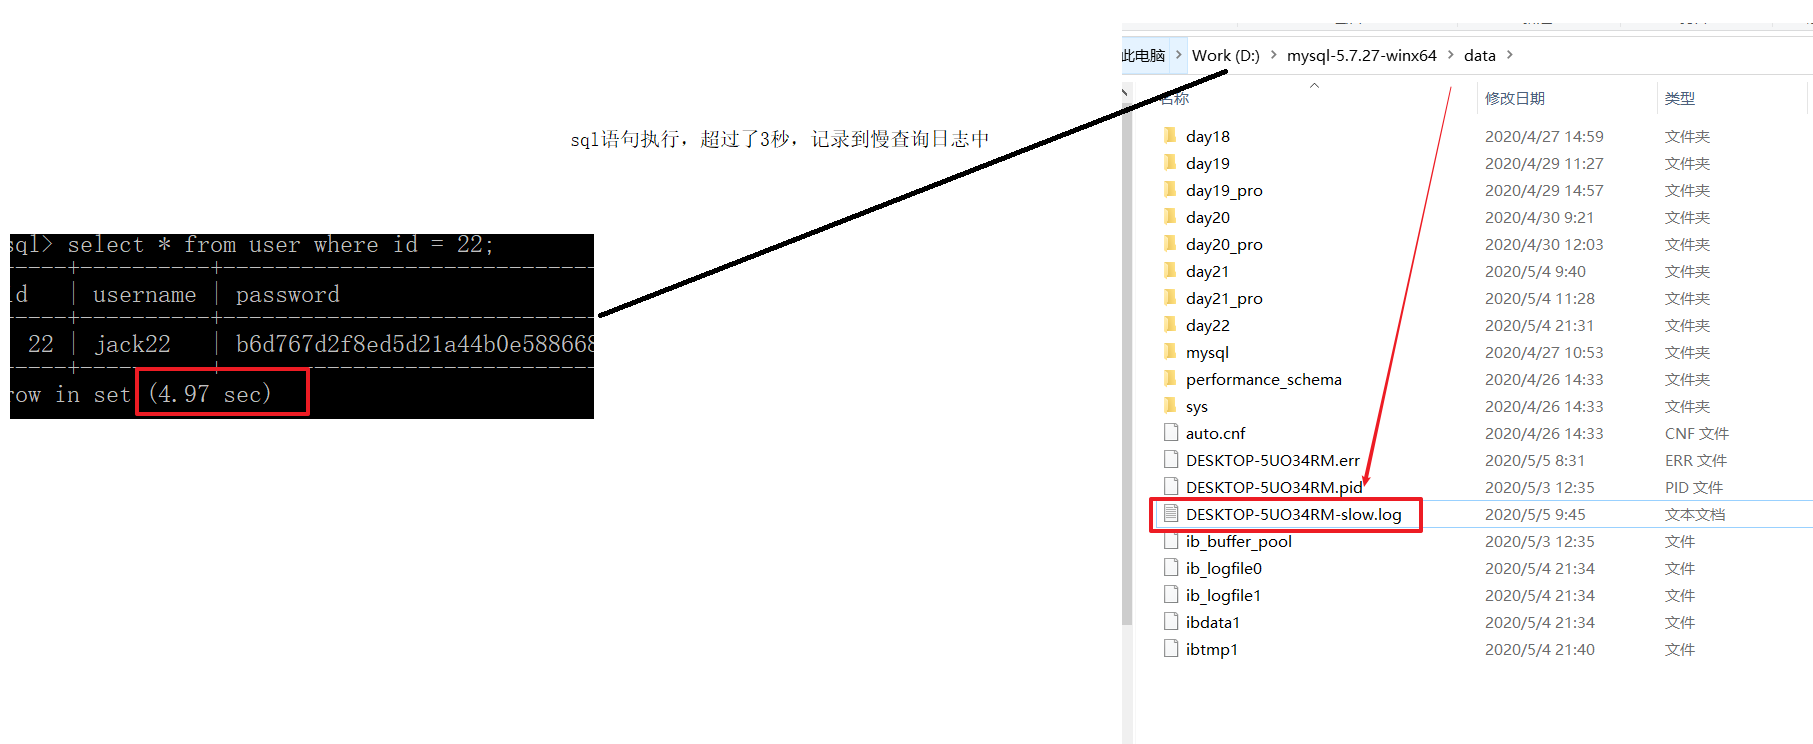 此电脑 > Work (D:) > mysql-5.7.27-winx64 > data >
名称 修改日期 类型
sql语句执行，超过了3秒，记录到慢查询日志中
day18 2020/4/27 14:59 文件夹
day19 2020/4/29 11:27 文件夹
day19_pro 2020/4/29 14:57 文件夹
day20 2020/4/30 9:21 文件夹
day20_pro 2020/4/30 12:03 文件夹
day21 2020/5/4 9:40 文件夹
day21_pro 2020/5/4 11:28 文件夹
day22 2020/5/4 21:31 文件夹
mysql 2020/4/27 10:53 文件夹
performance_schema 2020/4/26 14:33 文件夹
sys 2020/4/26 14:33 文件夹
auto.cnf 2020/4/26 14:33 CNF 文件
DESKTOP-5UO34RM.err 2020/5/5 8:31 ERR 文件
DESKTOP-5UO34RM.pid 2020/5/3 12:35 PID 文件
DESKTOP-5UO34RM-slow.log 2020/5/5 9:45 文本文档
ib_buffer_pool 2020/5/3 12:35 文件
ib_logfile0 2020/5/4 21:34 文件
ib_logfile1 2020/5/4 21:34 文件
ibdata1 2020/5/4 21:34 文件
ibtmp1 2020/5/4 21:40 文件
sql> select * from user where id = 22;
id | username | password
22 | jack22 | b6d767d2f8ed5d21a44b0e588668
row in set (4.97 sec)